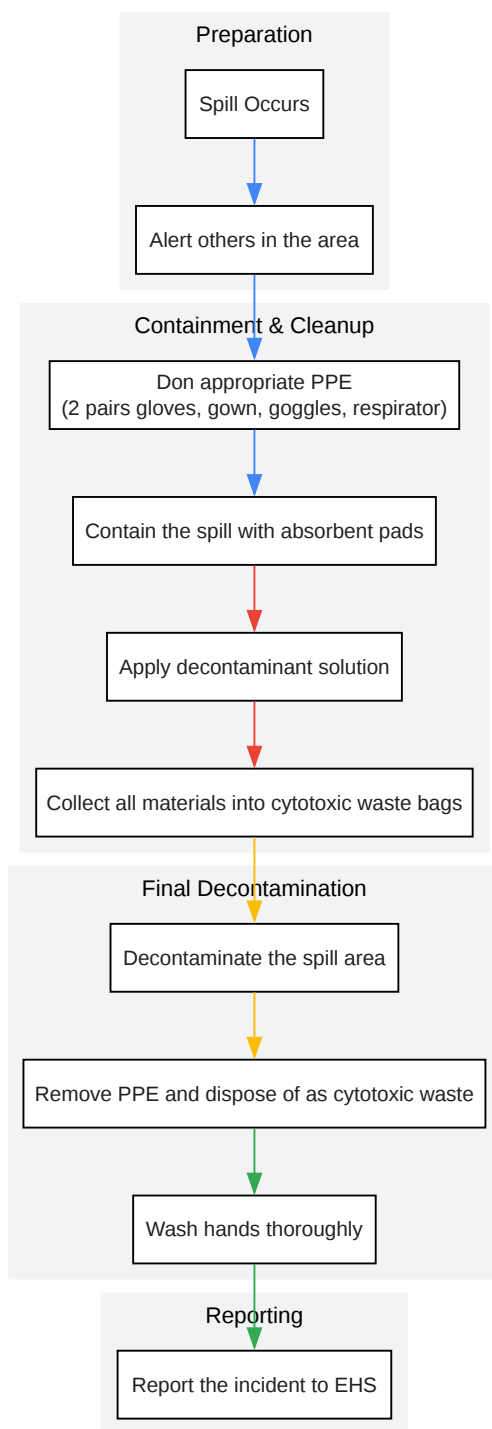 Preparation
Spill Occurs
Alert others in the area
Containment & Cleanup
Don appropriate PPE
(2 pairs gloves, gown, goggles, respirator)
Contain the spill with absorbent pads
Apply decontaminant solution
Collect all materials into cytotoxic waste bags
Final Decontamination
Decontaminate the spill area
Remove PPE and dispose of as cytotoxic waste
Wash hands thoroughly
Reporting
Report the incident to EHS